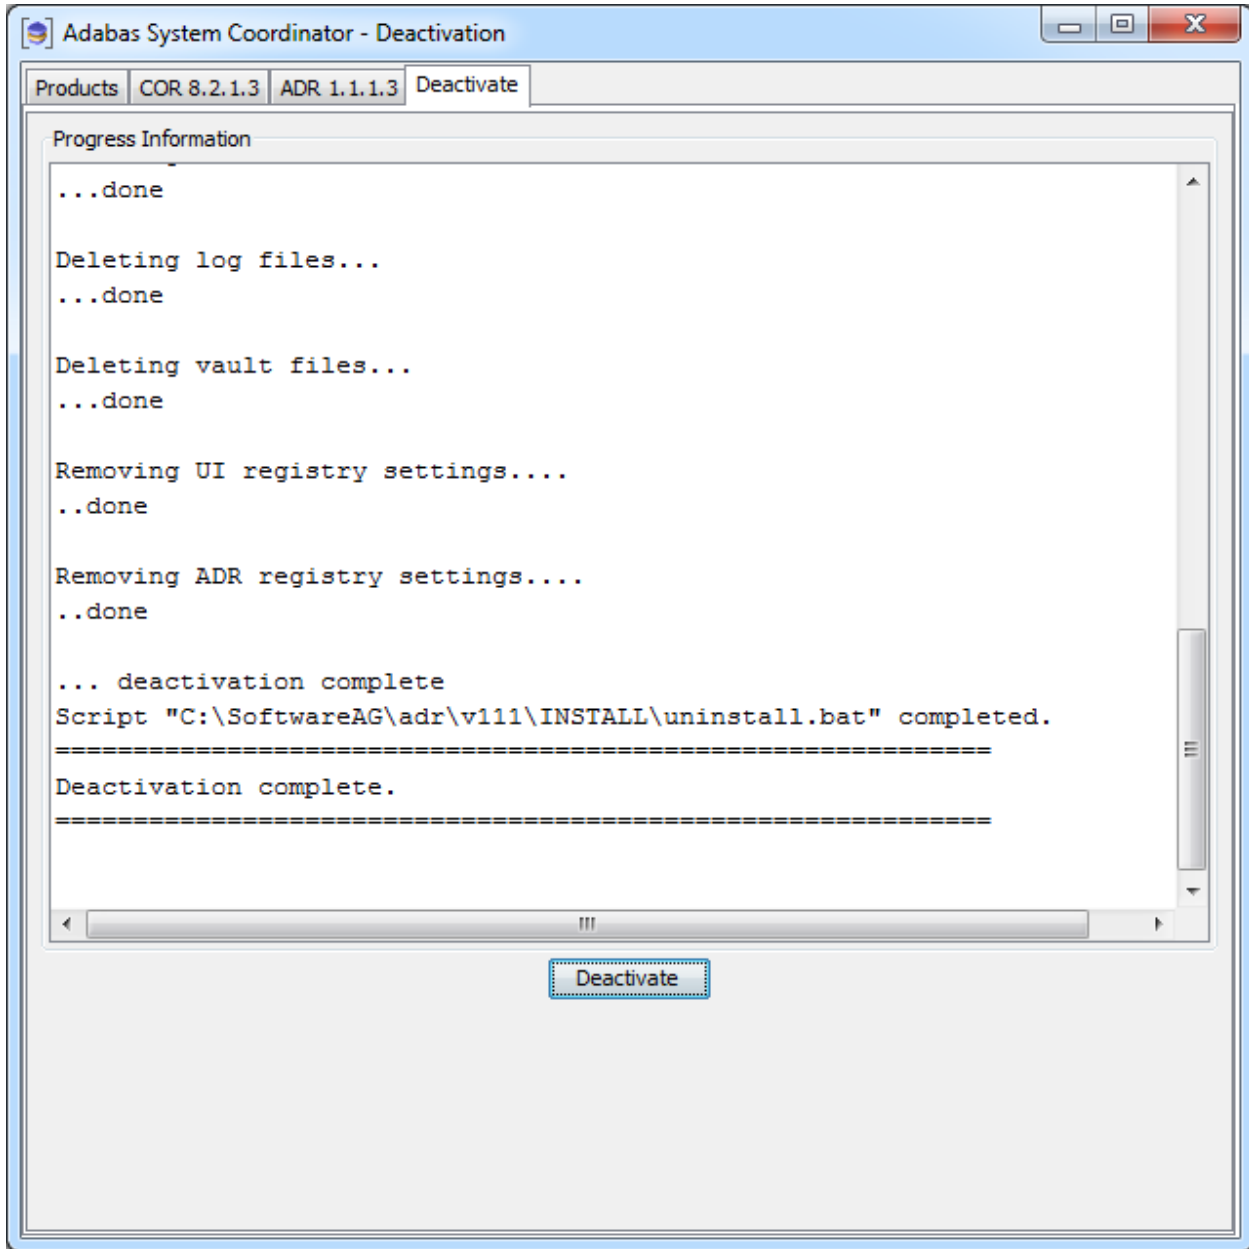 Adabas System Coordinator - Deactivation
Products COR 8.2.1.3 ADR 1.1.1.3 Deactivate
Progress Information
...done
Deleting log files...
...done
Deleting vault files...
...done
Removing UI registry settings....
..done
Removing ADR registry settings....
..done
... deactivation complete
Script "C:\SoftwareAG\adr\v111\INSTALL\uninstall.bat" completed.
============================================================
Deactivation complete.
============================================================
Deactivate